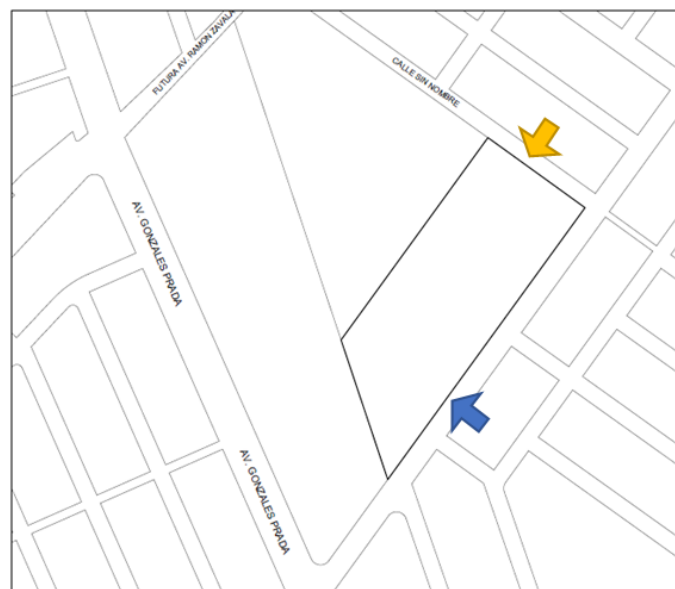 FUTURA AV. RAMON ZAVALA
CALLE SIN NOMBRE
AV. GONZALES PRADA
AV. GONZALES PRADA